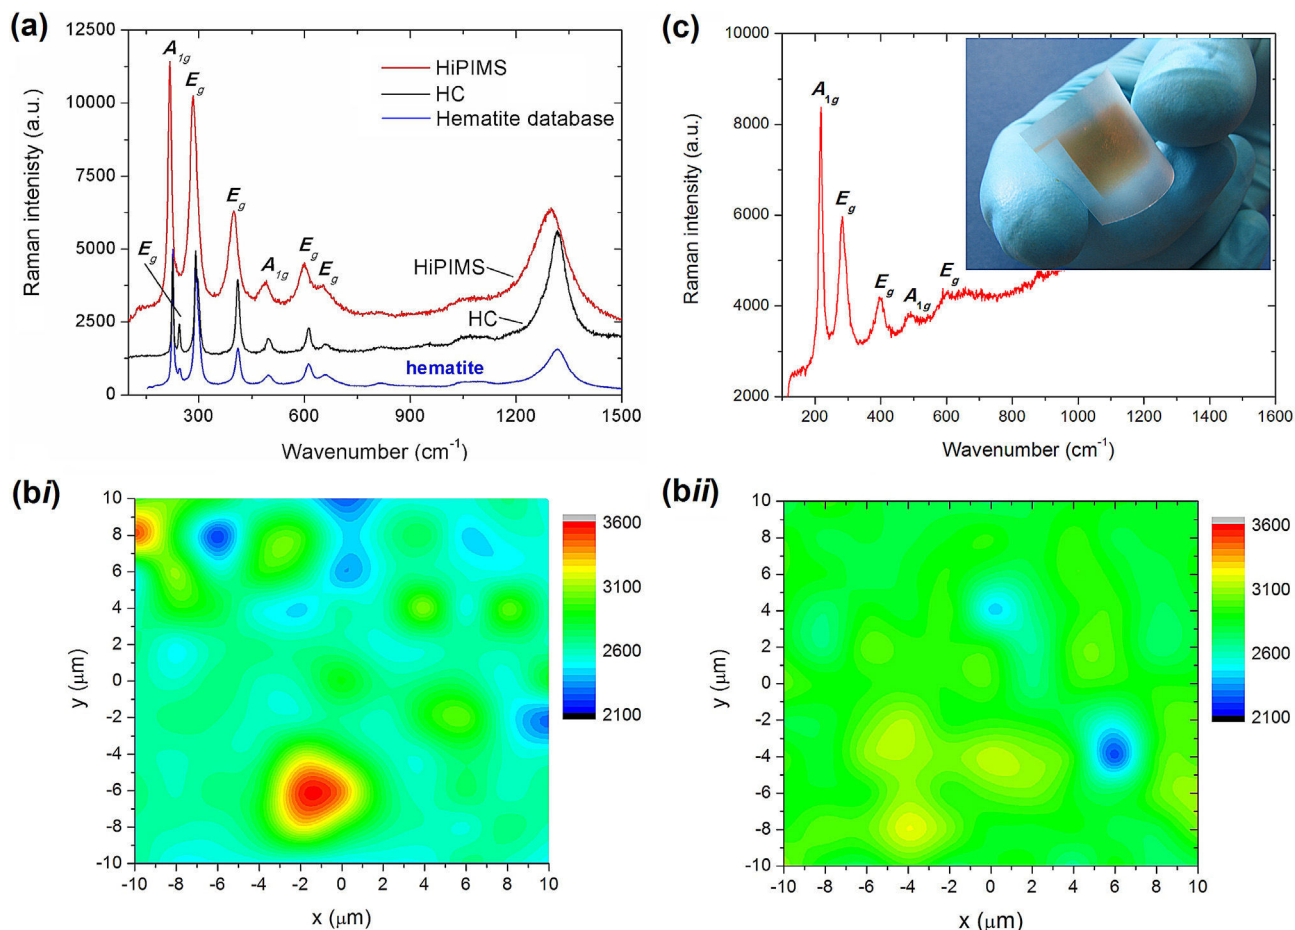 (a)
12500
10000
7500
5000
2500
0
Raman intenisty (a.u.)
A1g
Eg
Eg
Eg
A1g
Eg
Eg
HiPIMS
HC
Hematite database
HiPIMS
HC
hematite
300
600
900
1200
1500
Wavenumber (cm-1)
(c)
10000
8000
6000
4000
2000
Raman intensity (a.u.)
A1g
Eg
Eg
A1g
Eg
200
400
600
800
1000
1200
1400
1600
Wavenumber (cm-1)
(bi)
10
8
6
4
2
0
-2
-4
-6
-8
-10
y (μm)
-10
-8
-6
-4
-2
0
2
4
6
8
10
x (μm)
3600
3100
2600
2100
(bii)
10
8
6
4
2
0
-2
-4
-6
-8
-10
y (μm)
-10
-8
-6
-4
-2
0
2
4
6
8
10
x (μm)
3600
3100
2600
2100